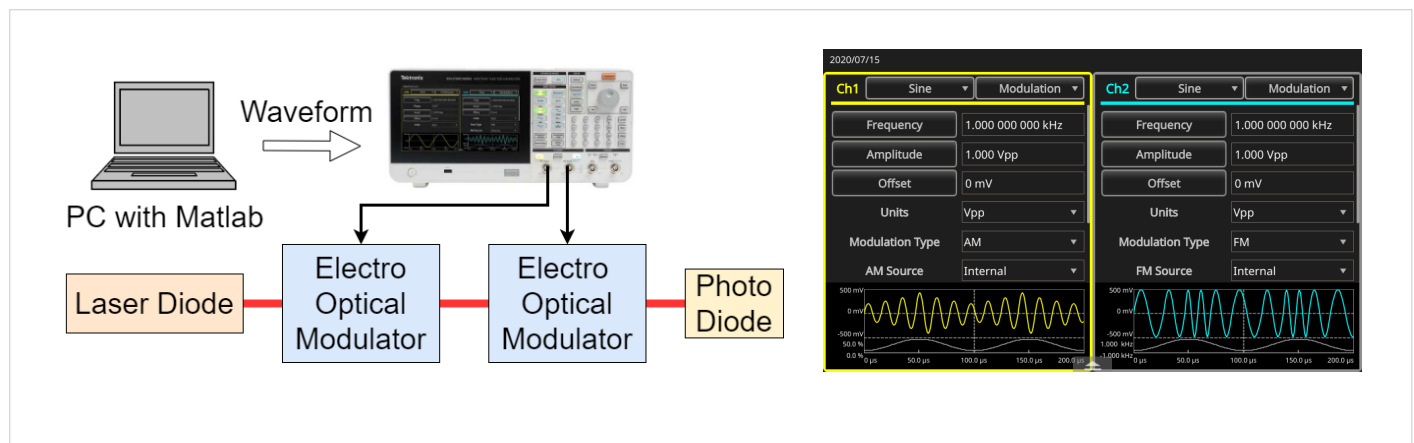 Waveform
PC with Matlab
Tektronix
Laser Diode
Electro
Optical
Modulator
Electro
Optical
Modulator
Photo
Diode
2020/07/15
Ch1 Sine Modulation
Frequency 1.000 000 000 kHz
Amplitude 1.000 Vpp
Offset 0 mV
Units Vpp
Modulation Type AM
AM Source Internal
500 mV
0 mV
-500 mV
50.0 %
0.0 %
0 µs 50.0 µs 100.0 µs 150.0 µs 200.0 µs
Ch2 Sine Modulation
Frequency 1.000 000 000 kHz
Amplitude 1.000 Vpp
Offset 0 mV
Units Vpp
Modulation Type FM
FM Source Internal
500 mV
0 mV
-500 mV
1.000 kHz
-1.000 kHz
0 µs 50.0 µs 100.0 µs 150.0 µs 200.0 µs